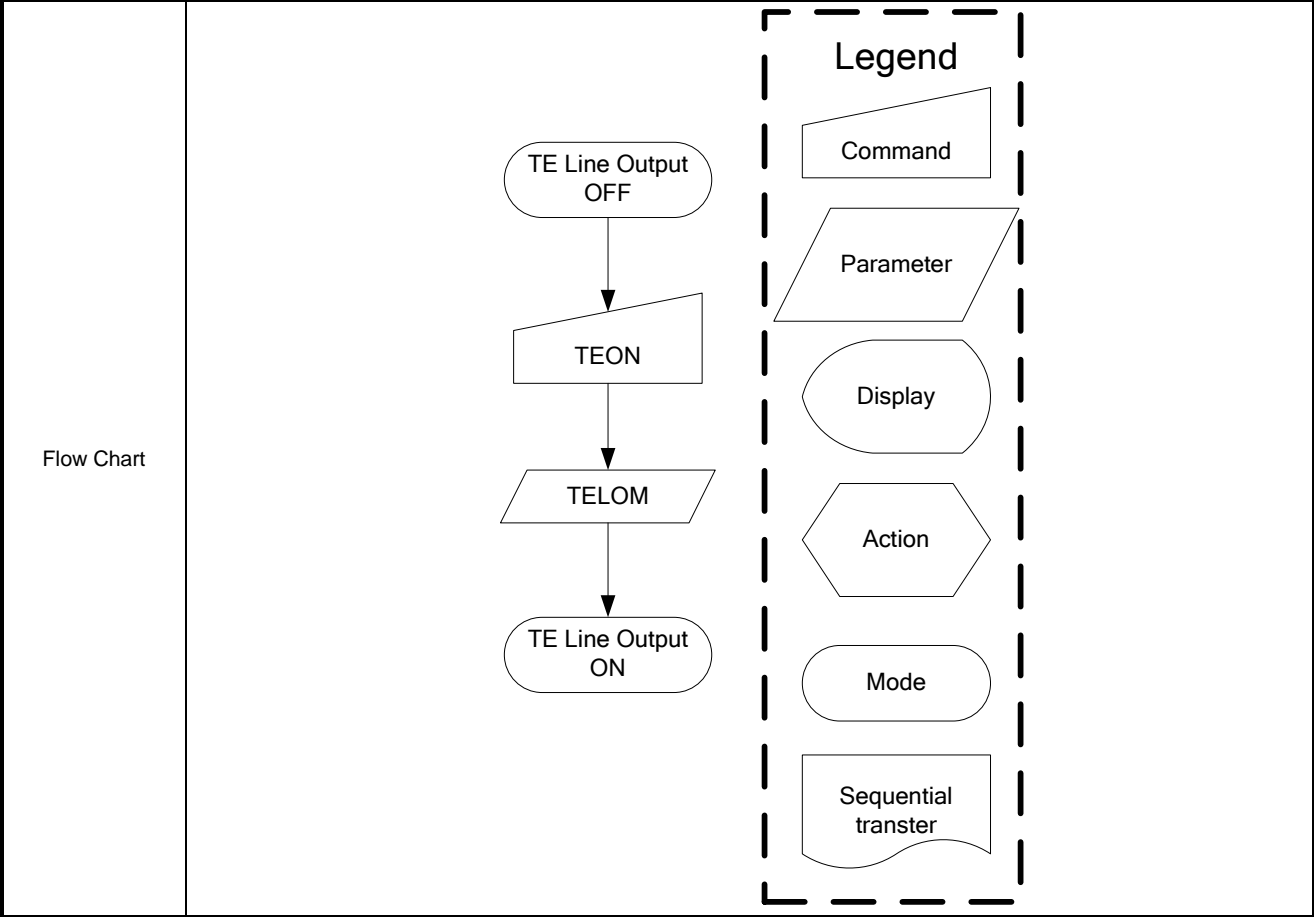 Flow Chart
TE Line Output
OFF
TEON
TELOM
TE Line Output
ON
Legend
Command
Parameter
Display
Action
Mode
Sequential
transter